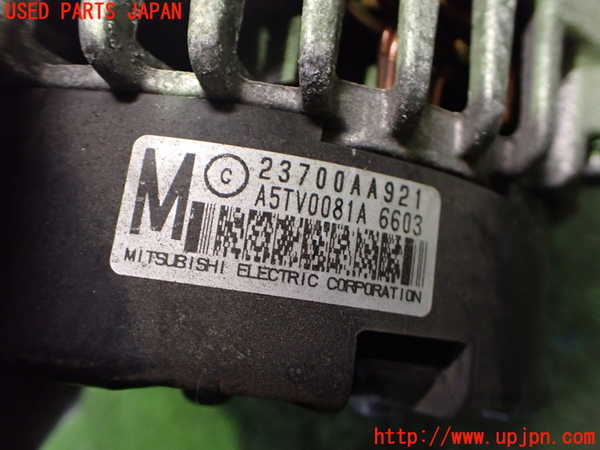 USED PARTS JAPAN
M
C 23700AA921
A5TV0081A 6603
MITSUBISHI ELECTRIC CORPORATION
http://www.upjpn.com/